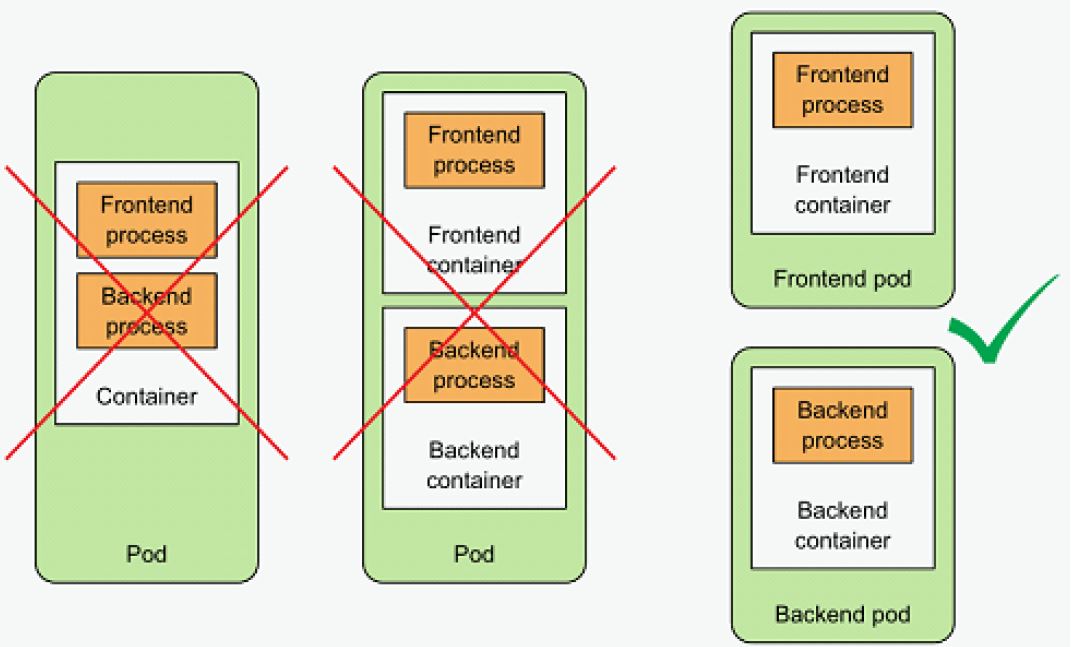 Frontend
process
Backend
process
Container
Pod
Frontend
process
Frontend
container
Backend
process
Backend
container
Pod
Frontend
process
Frontend
container
Frontend pod
Backend
process
Backend
container
Backend pod